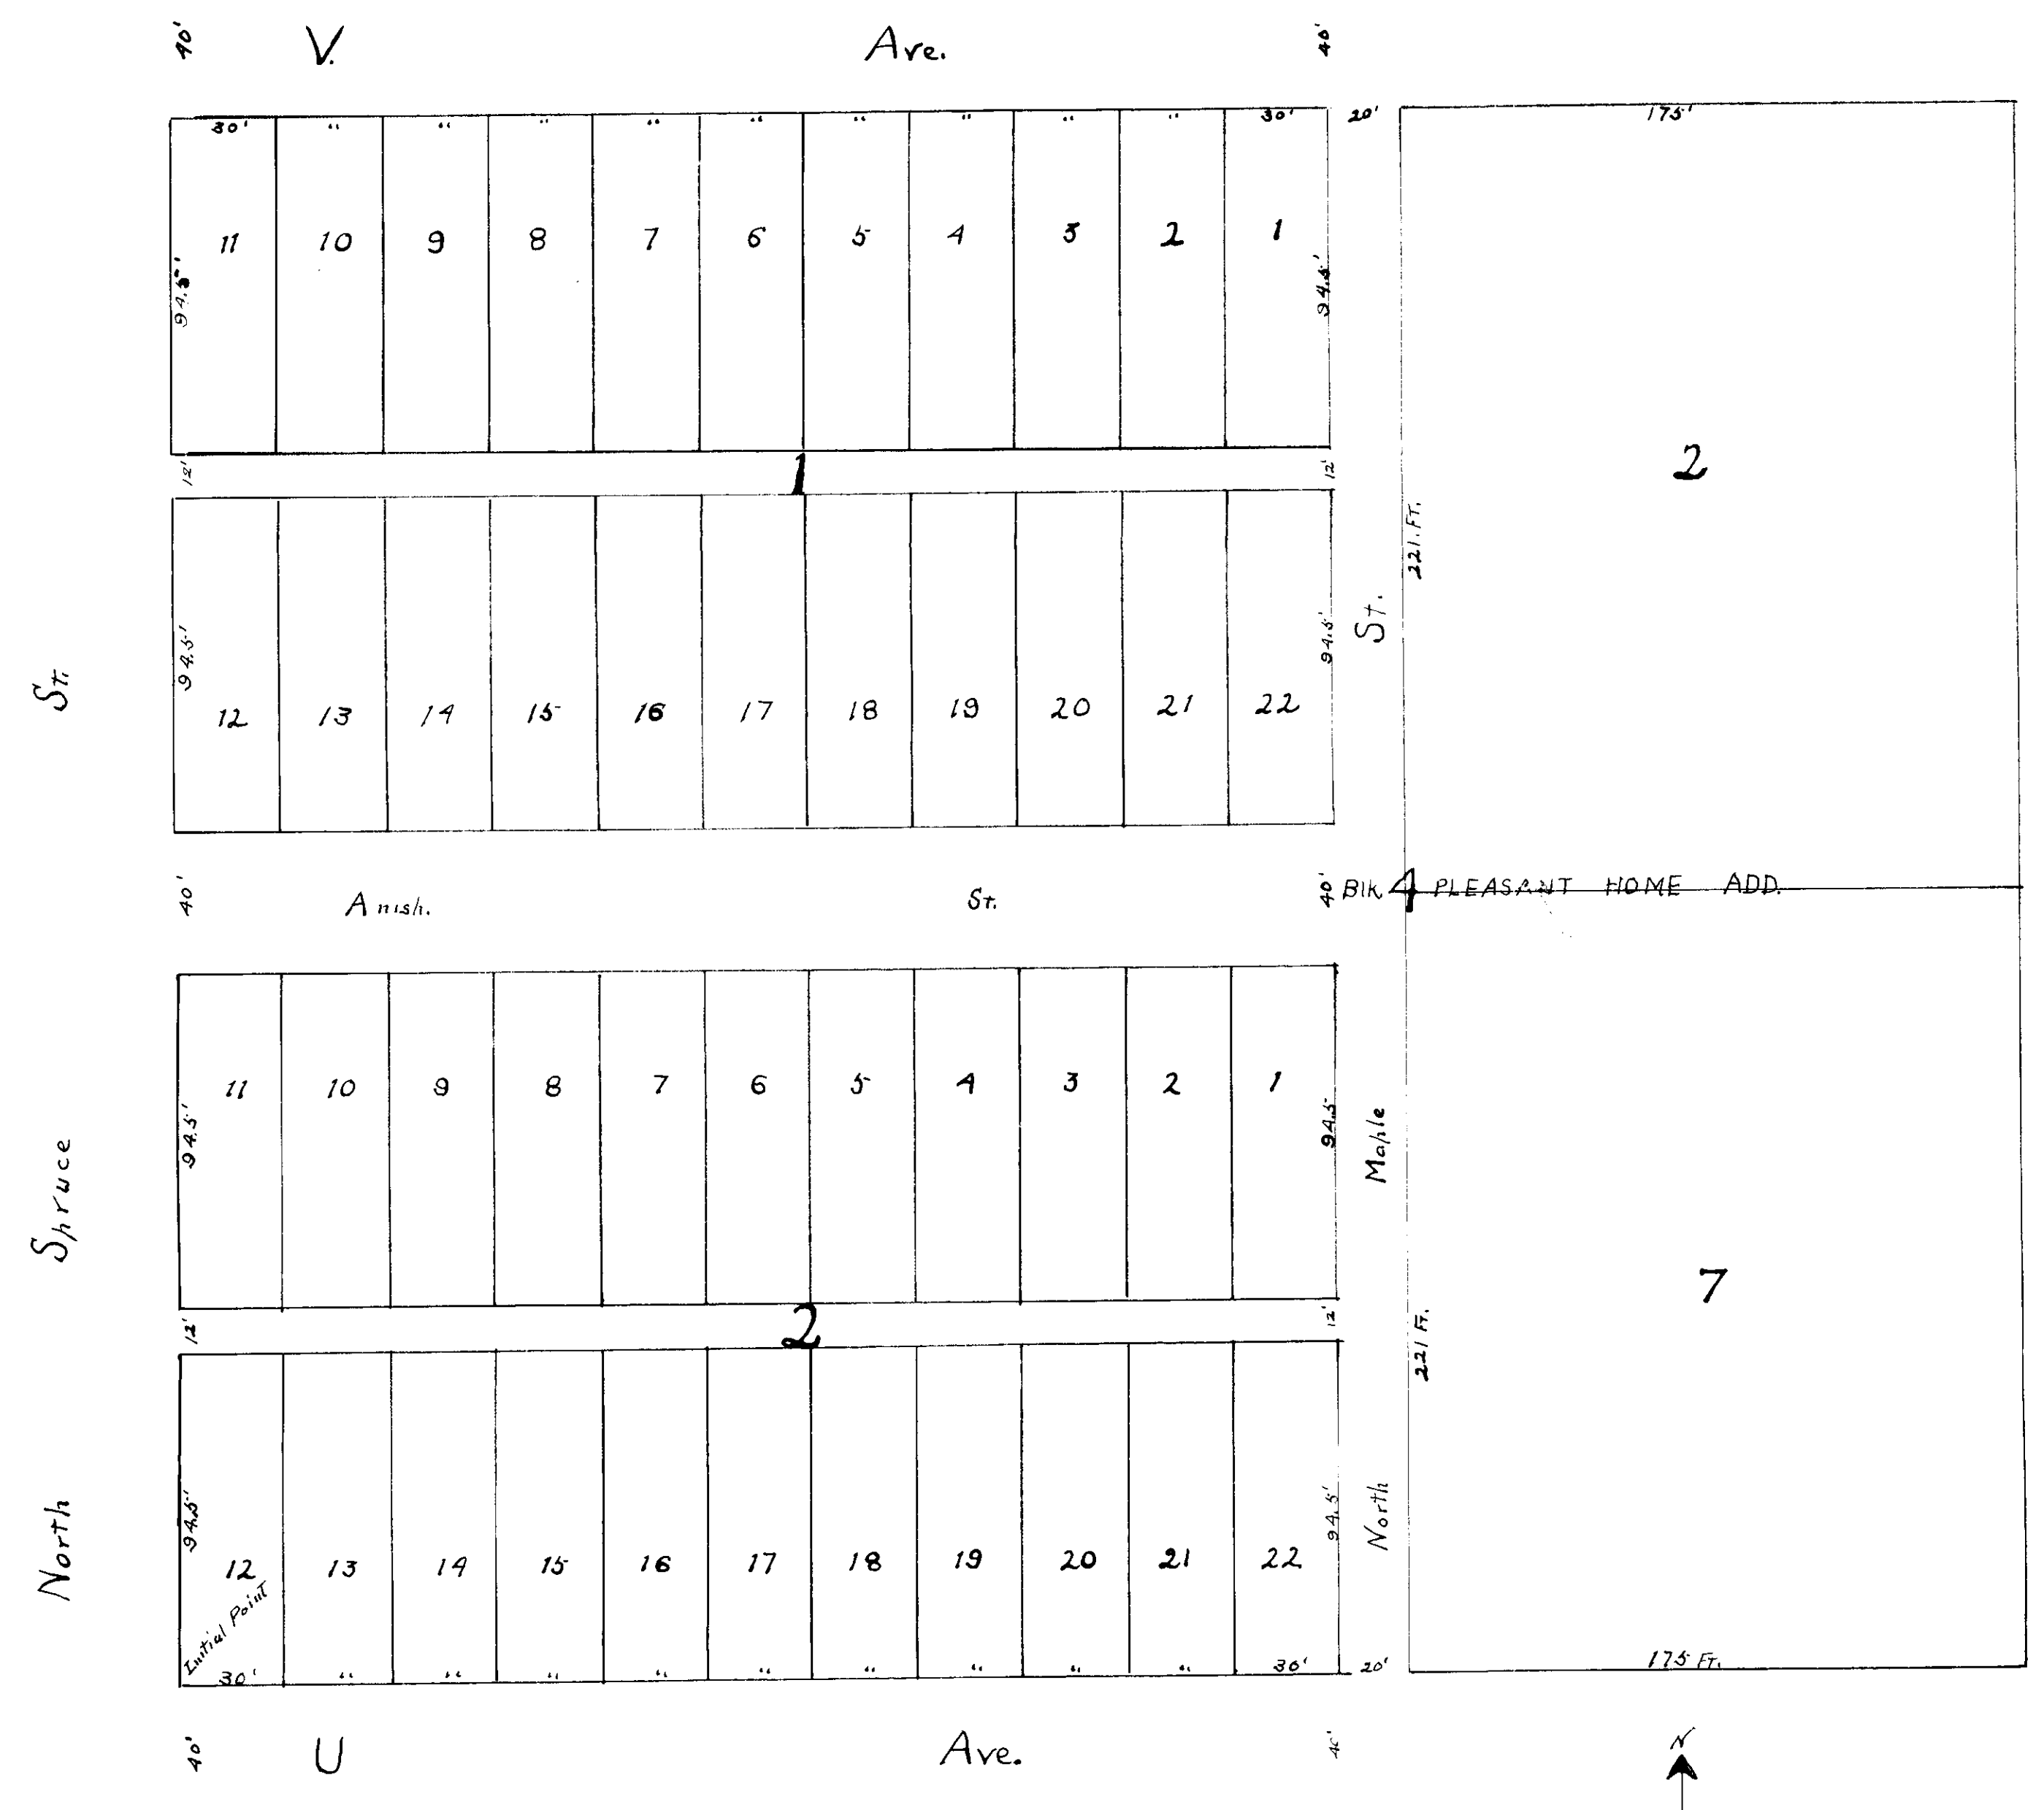 40' V. Ave. 40'
30' " " " " " " " " " 30' 20' 175'
11 10 9 8 7 6 5 4 3 2 1
94.5' 94.5'
12' 1 12' 2
221. FT.
94.5' 94.5' St.
St.
12 13 14 15 16 17 18 19 20 21 22
40' Anish. St. 40' Blk 4 PLEASANT HOME ADD.
11 10 9 8 7 6 5 4 3 2 1
94.5' 94.5 Maple
Spruce
7
12' 2 12'
221 Ft.
94.5' 94.5' North
North
12 13 14 15 16 17 18 19 20 21 22
Initial Point
30' " " " " " " " " " 30' 20' 175 FT.
40' U Ave. 40'
N